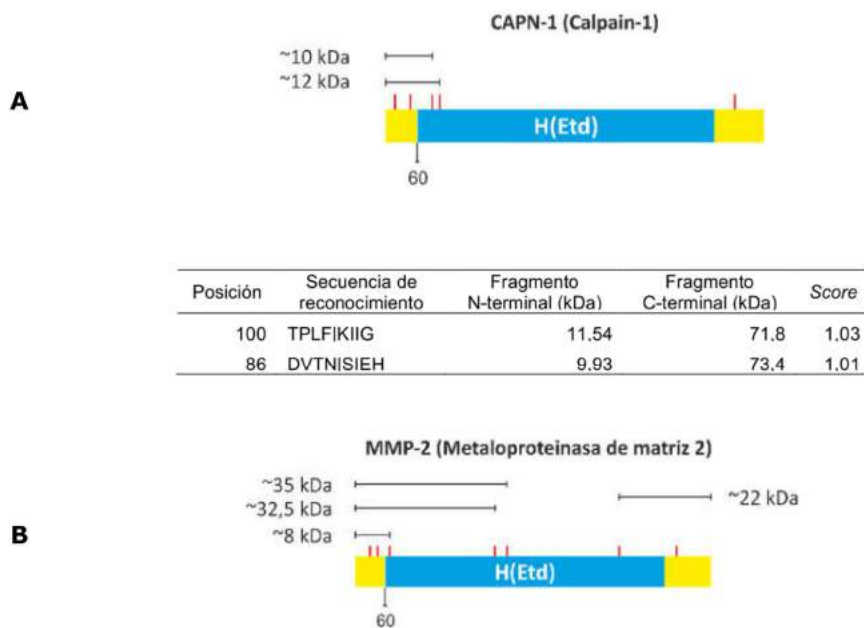 CAPN-1 (Calpain-1)
~10 kDa
~12 kDa
A
H(Etd)
60
Posición Secuencia de reconocimiento Fragmento N-terminal (kDa) Fragmento C-terminal (kDa) Score
100 TPLF|KIIG 11,54 71,8 1,03
86 DVTN|SIEH 9,93 73,4 1,01
MMP-2 (Metaloproteinasa de matriz 2)
~35 kDa
~22 kDa
~32,5 kDa
~8 kDa
B
H(Etd)
60